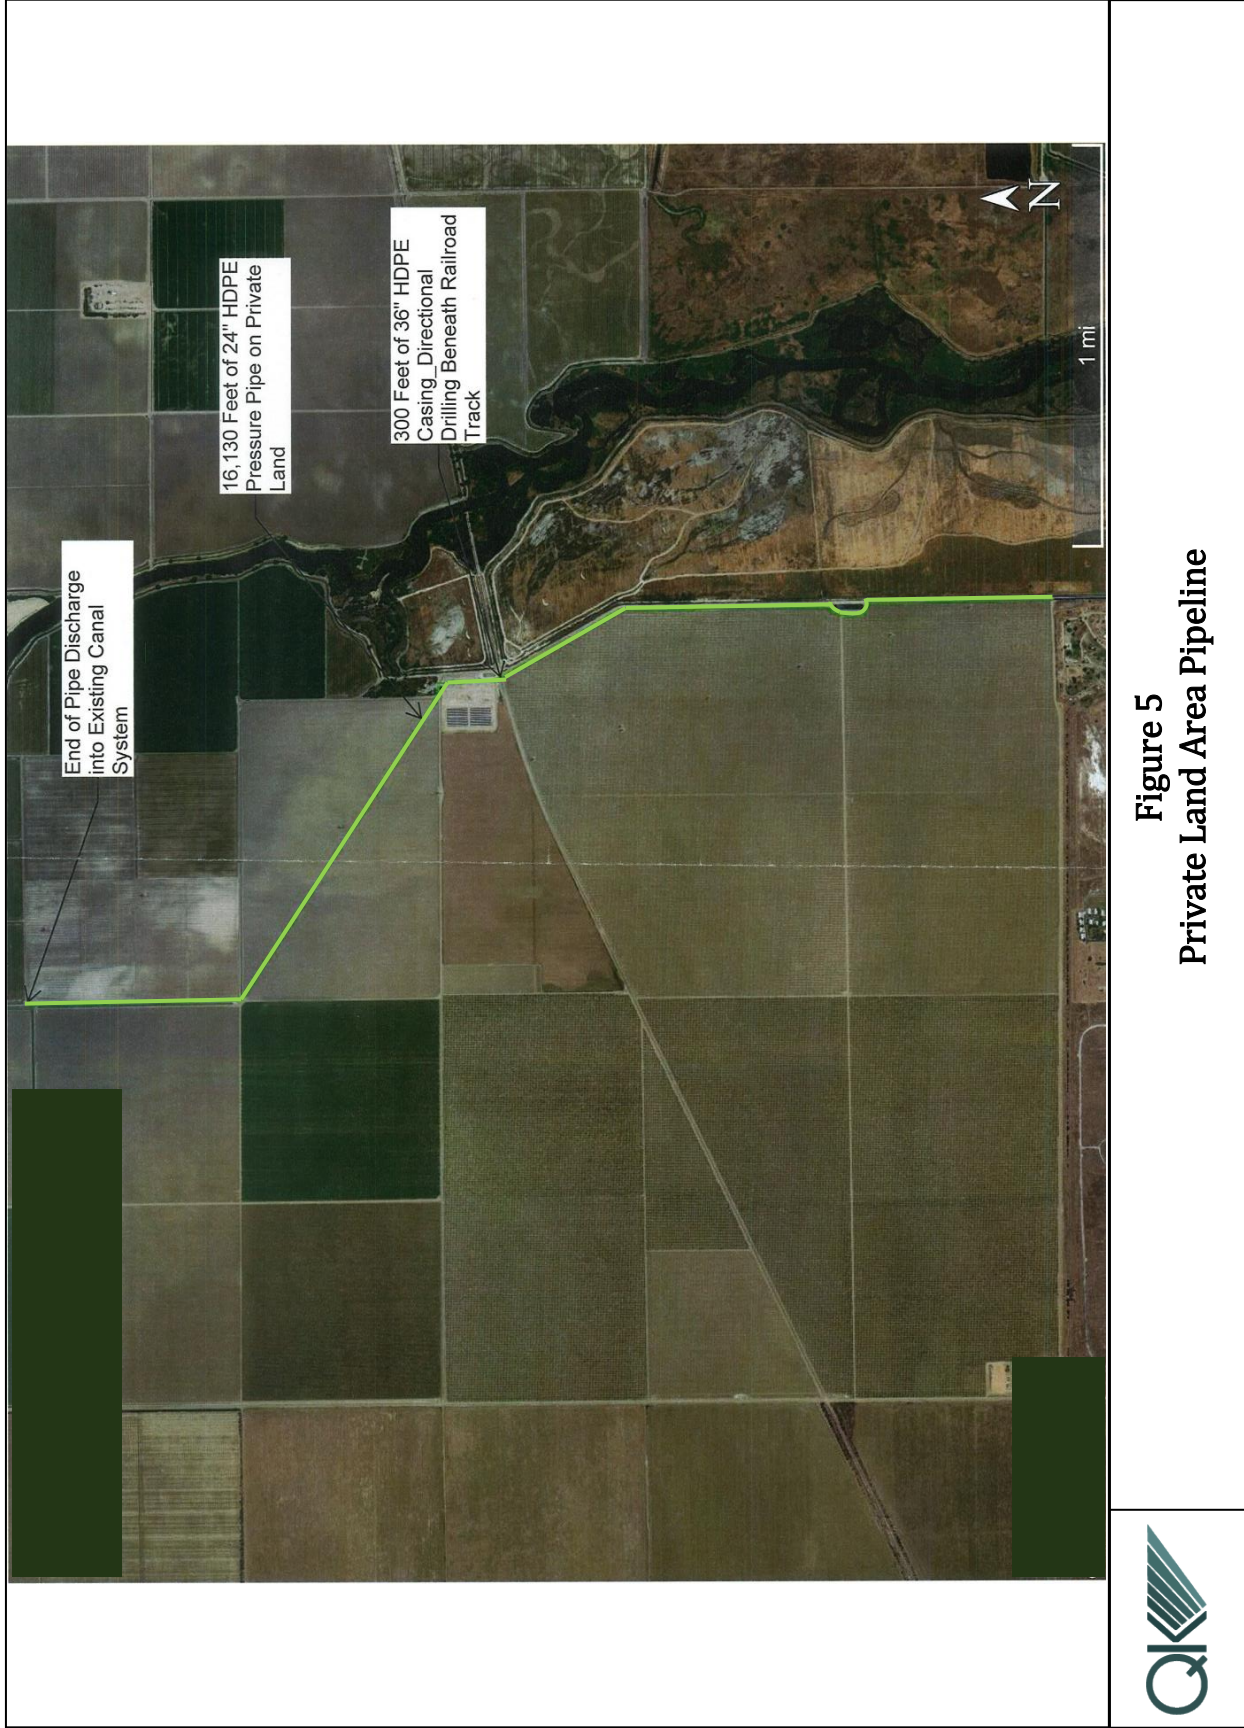 End of Pipe Discharge
into Existing Canal
System
16,130 Feet of 24" HDPE
Pressure Pipe on Private
Land
300 Feet of 36" HDPE
Casing_Directional
Drilling Beneath Railroad
Track
N
1 mi
QK
Figure 5
Private Land Area Pipeline